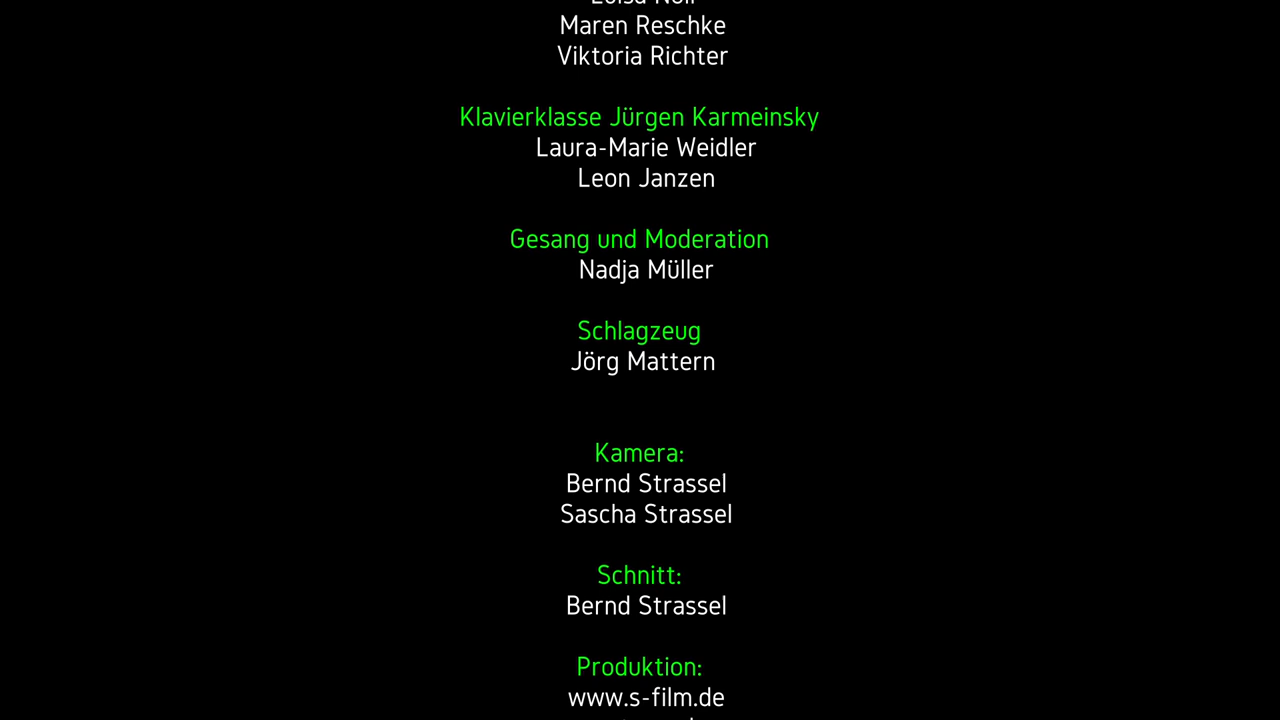 Maren Reschke
Viktoria Richter
Klavierklasse Jürgen Karmeinsky
Laura-Marie Weidler
Leon Janzen
Gesang und Moderation
Nadja Müller
Schlagzeug
Jörg Mattern
Kamera:
Bernd Strassel
Sascha Strassel
Schnitt:
Bernd Strassel
Produktion:
www.s-film.de